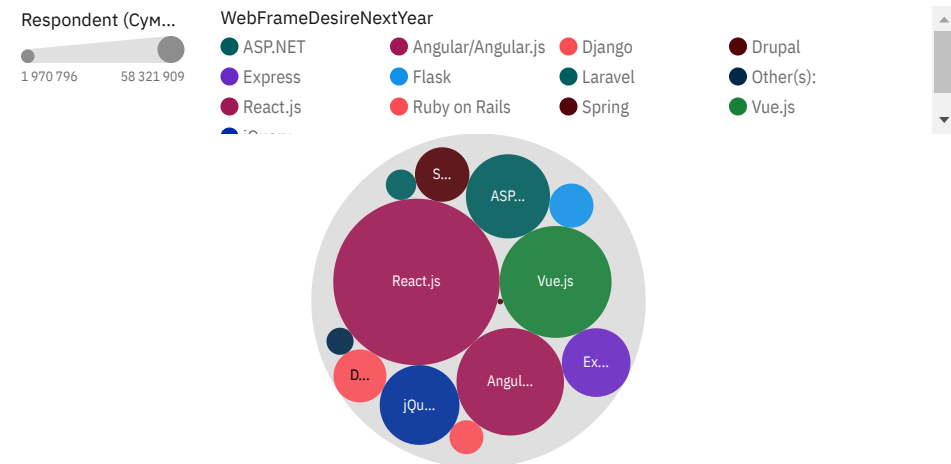 Respondent (Сум...
1 970 796 58 321 909
WebFrameDesireNextYear
ASP.NET Angular/Angular.js Django Drupal
Express Flask Laravel Other(s):
React.js Ruby on Rails Spring Vue.js
S...
ASP...
React.js
Vue.js
Ex...
D...
Angul...
jQu...